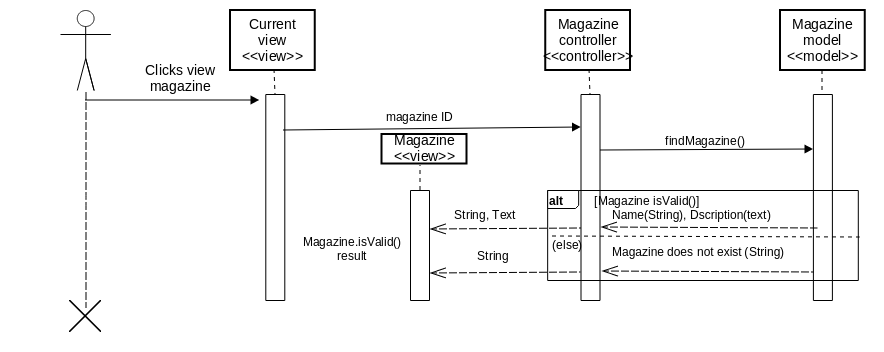 Current
view
<<view>>
Magazine
controller
<<controller>>
Magazine
model
<<model>>
Clicks view
magazine
magazine ID
Magazine
<<view>>
findMagazine()
alt
[Magazine isValid()]
String, Text
Name(String), Dscription(text)
Magazine.isValid()
result
(else)
String
Magazine does not exist (String)